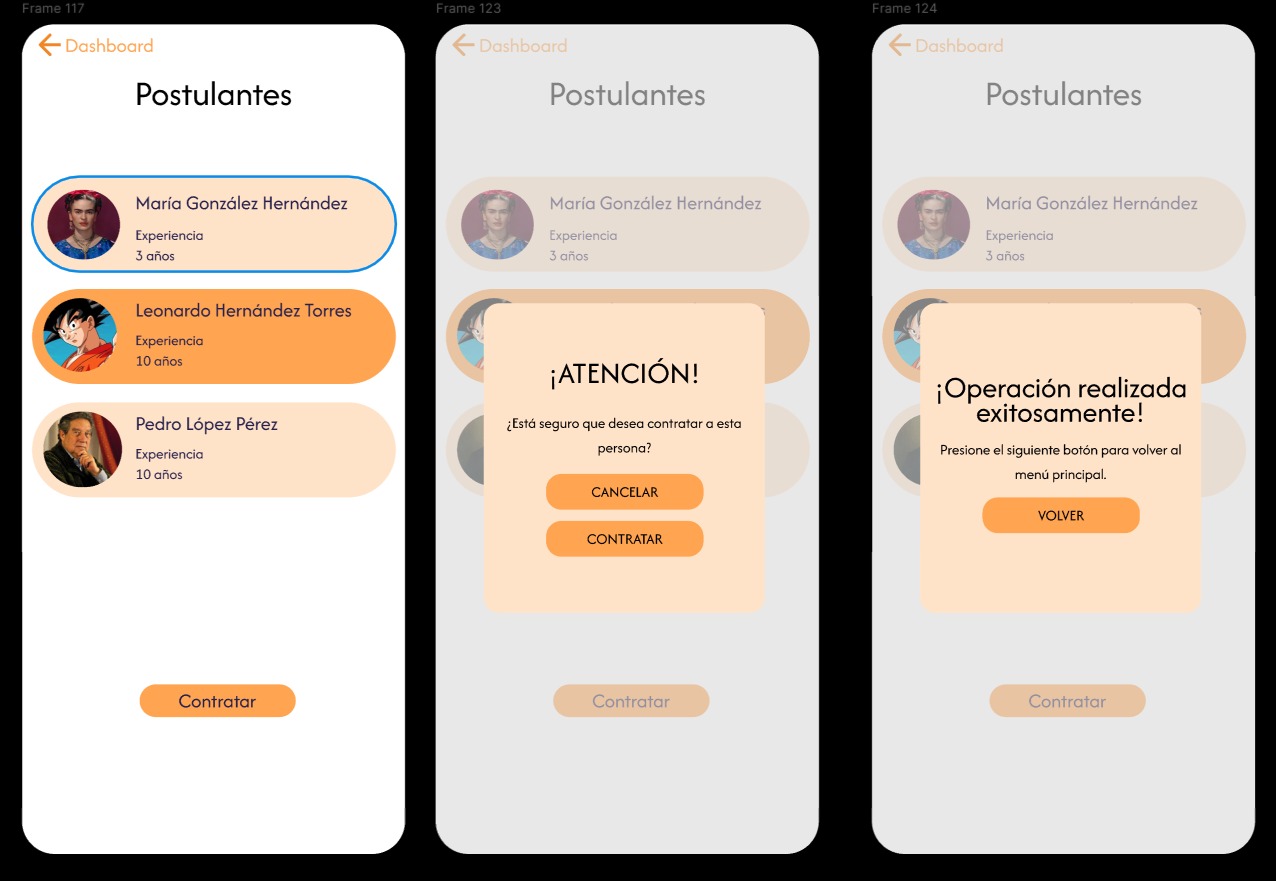 Frame 117
Dashboard
Postulantes
María González Hernández
Experiencia
3 años
Leonardo Hernández Torres
Experiencia
10 años
Pedro López Pérez
Experiencia
10 años
Contratar
Frame 123
Dashboard
Postulantes
María González Hernández
Experiencia
3 años
¡ATENCIÓN!
¿Está seguro que desea contratar a esta
persona?
CANCELAR
CONTRATAR
Contratar
Frame 124
Dashboard
Postulantes
María González Hernández
Experiencia
3 años
¡Operación realizada
exitosamente!
Presione el siguiente botón para volver al
menú principal.
VOLVER
Contratar